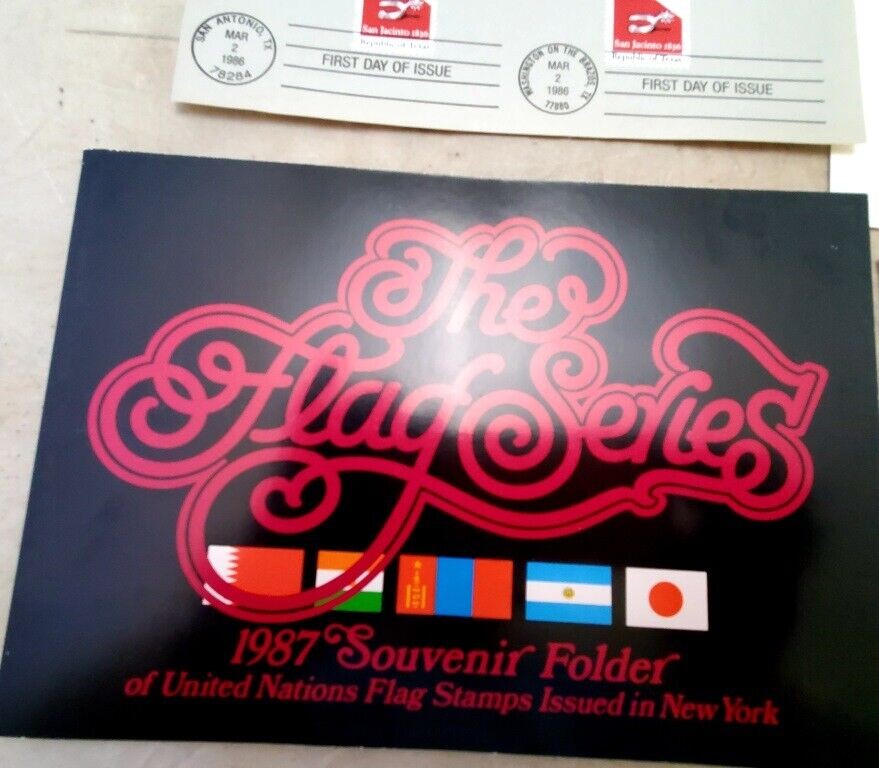 SAN ANTONIO, TX
MAR
2
1986
78284
San Jacinto 1836
Republic of Texas
FIRST DAY OF ISSUE
WASHINGTON ON THE BRAZOS, TX
MAR
2
1986
77880
San Jacinto 1836
Republic of Texas
FIRST DAY OF ISSUE
The
Flag Series
1987 Souvenir Folder
of United Nations Flag Stamps Issued in New York